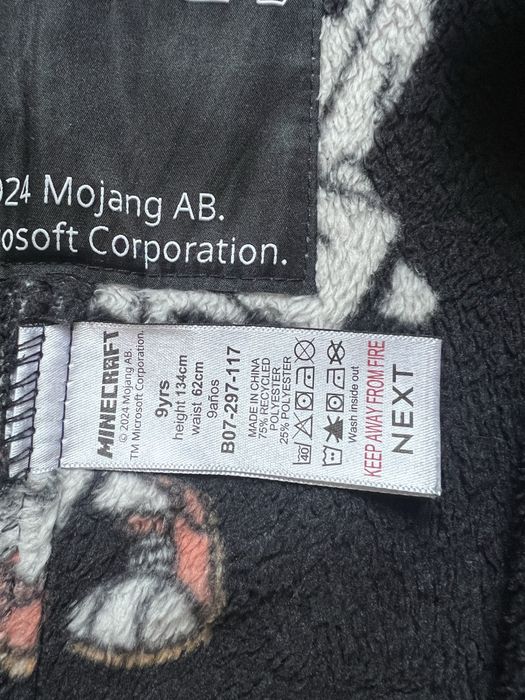 024 Mojang AB.
rosoft Corporation.
MINECRAFT
© 2024 Mojang AB.
TM Microsoft Corporation.
9yrs
height 134cm
waist 62cm
9años
B07-297-117
MADE IN CHINA
75% RECYCLED
POLYESTER
25% POLYESTER
40
Wash inside out
KEEP AWAY FROM FIRE
NEXT